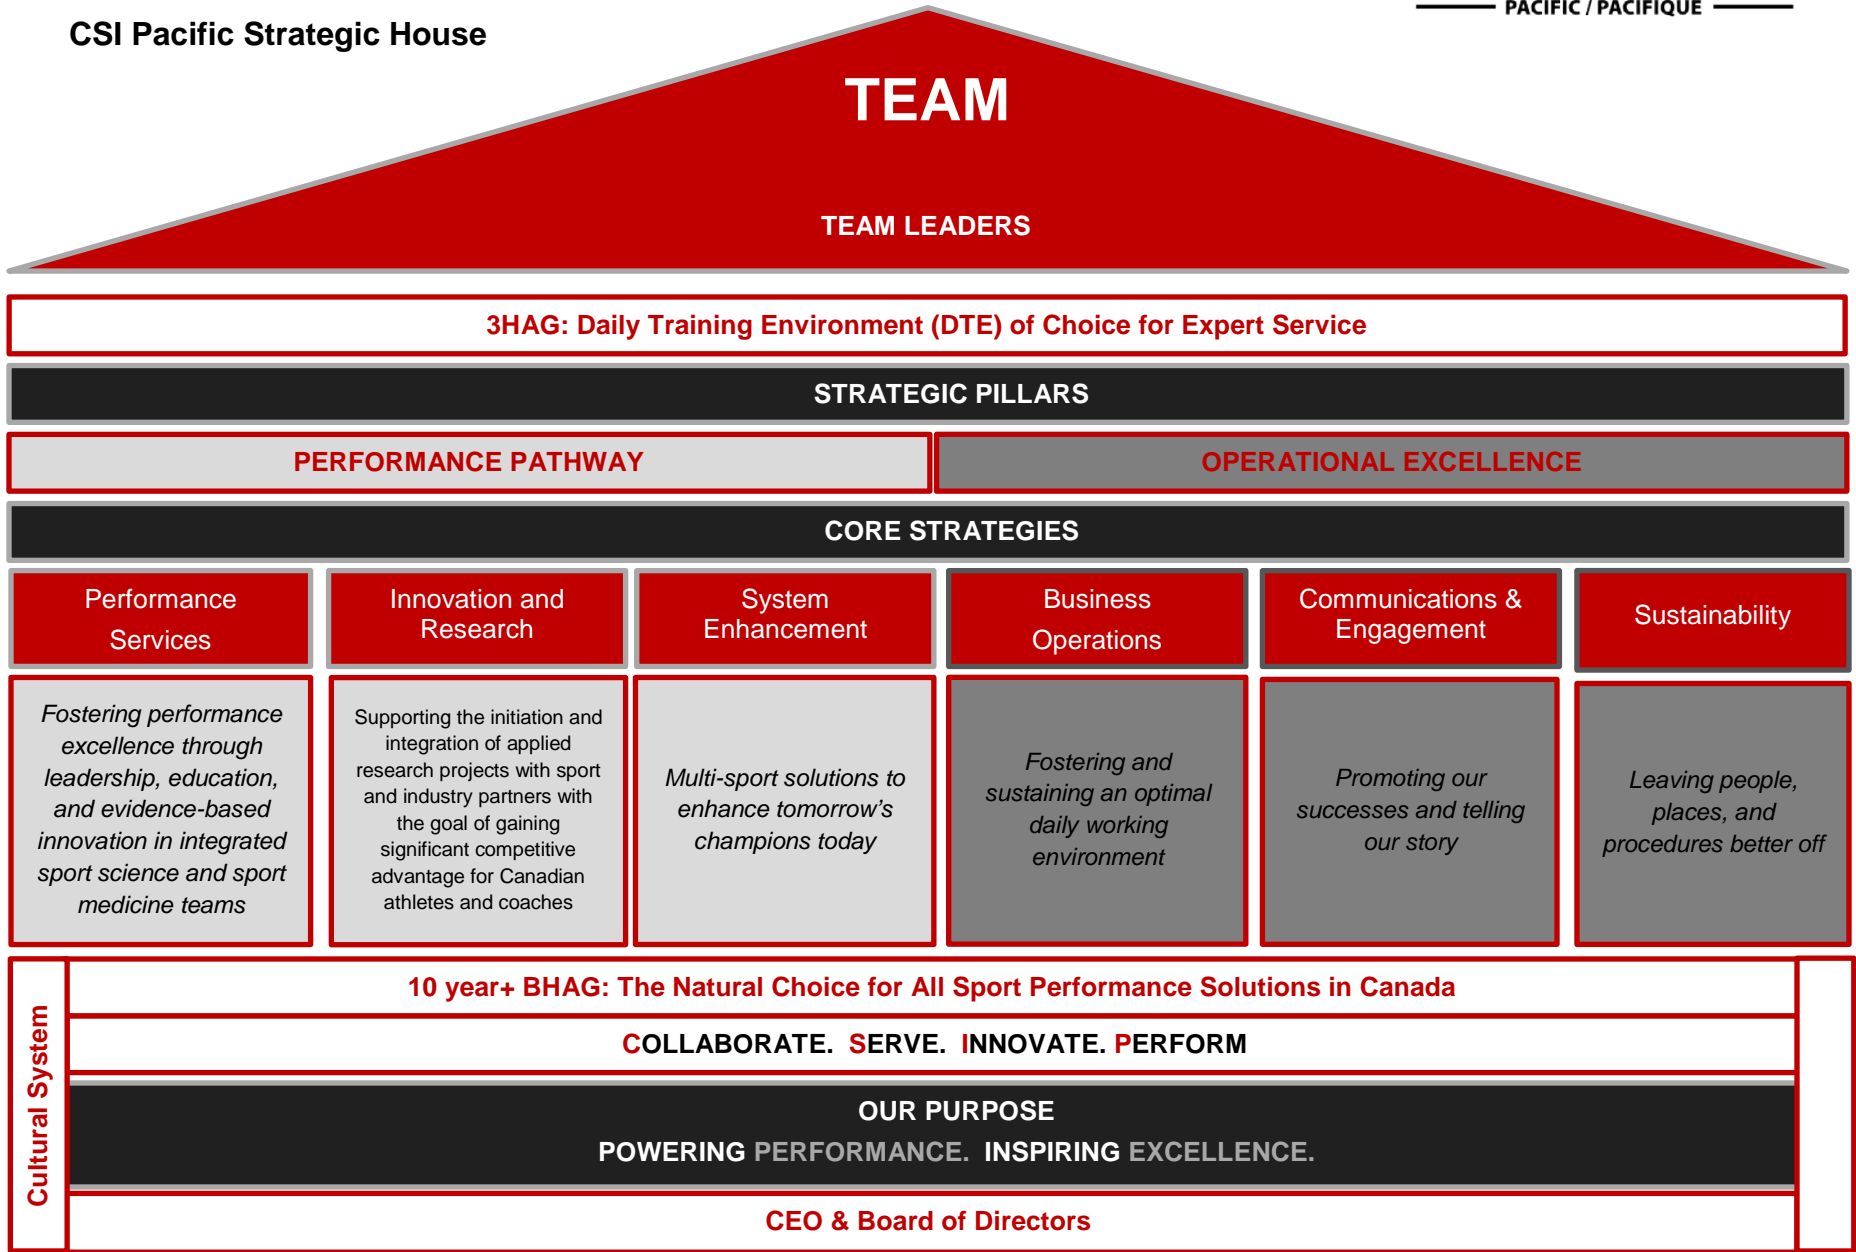 PACIFIC / PACIFIQUE
CSI Pacific Strategic House
TEAM
TEAM LEADERS
3HAG: Daily Training Environment (DTE) of Choice for Expert Service
STRATEGIC PILLARS
PERFORMANCE PATHWAY
OPERATIONAL EXCELLENCE
CORE STRATEGIES
Performance
Services
Innovation and
Research
System
Enhancement
Business
Operations
Communications &
Engagement
Sustainability
Fostering performance
excellence through
leadership, education,
and evidence-based
innovation in integrated
sport science and sport
medicine teams
Supporting the initiation and
integration of applied
research projects with sport
and industry partners with
the goal of gaining
significant competitive
advantage for Canadian
athletes and coaches
Multi-sport solutions to
enhance tomorrow’s
champions today
Fostering and
sustaining an optimal
daily working
environment
Promoting our
successes and telling
our story
Leaving people,
places, and
procedures better off
Cultural System
10 year+ BHAG: The Natural Choice for All Sport Performance Solutions in Canada
COLLABORATE. SERVE. INNOVATE. PERFORM
OUR PURPOSE
POWERING PERFORMANCE. INSPIRING EXCELLENCE.
CEO & Board of Directors